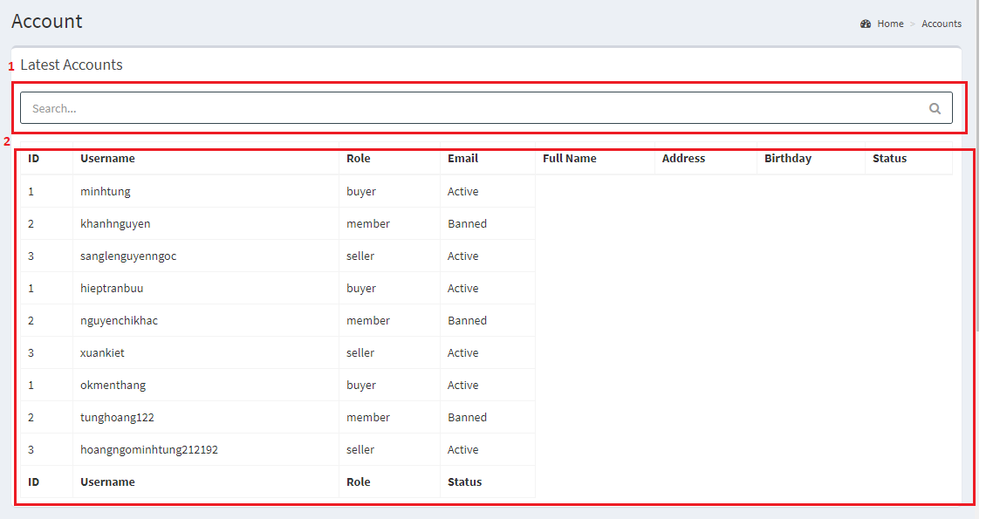 Account
Home > Accounts
1 Latest Accounts
Search...
2
ID Username Role Email Full Name Address Birthday Status
1 minhtung buyer Active
2 khanhnguyen member Banned
3 sanglenguyenngoc seller Active
1 hieptranbuu buyer Active
2 nguyenchikhac member Banned
3 xuankiet seller Active
1 okmenthang buyer Active
2 tunghoang122 member Banned
3 hoangngominhtung212192 seller Active
ID Username Role Status